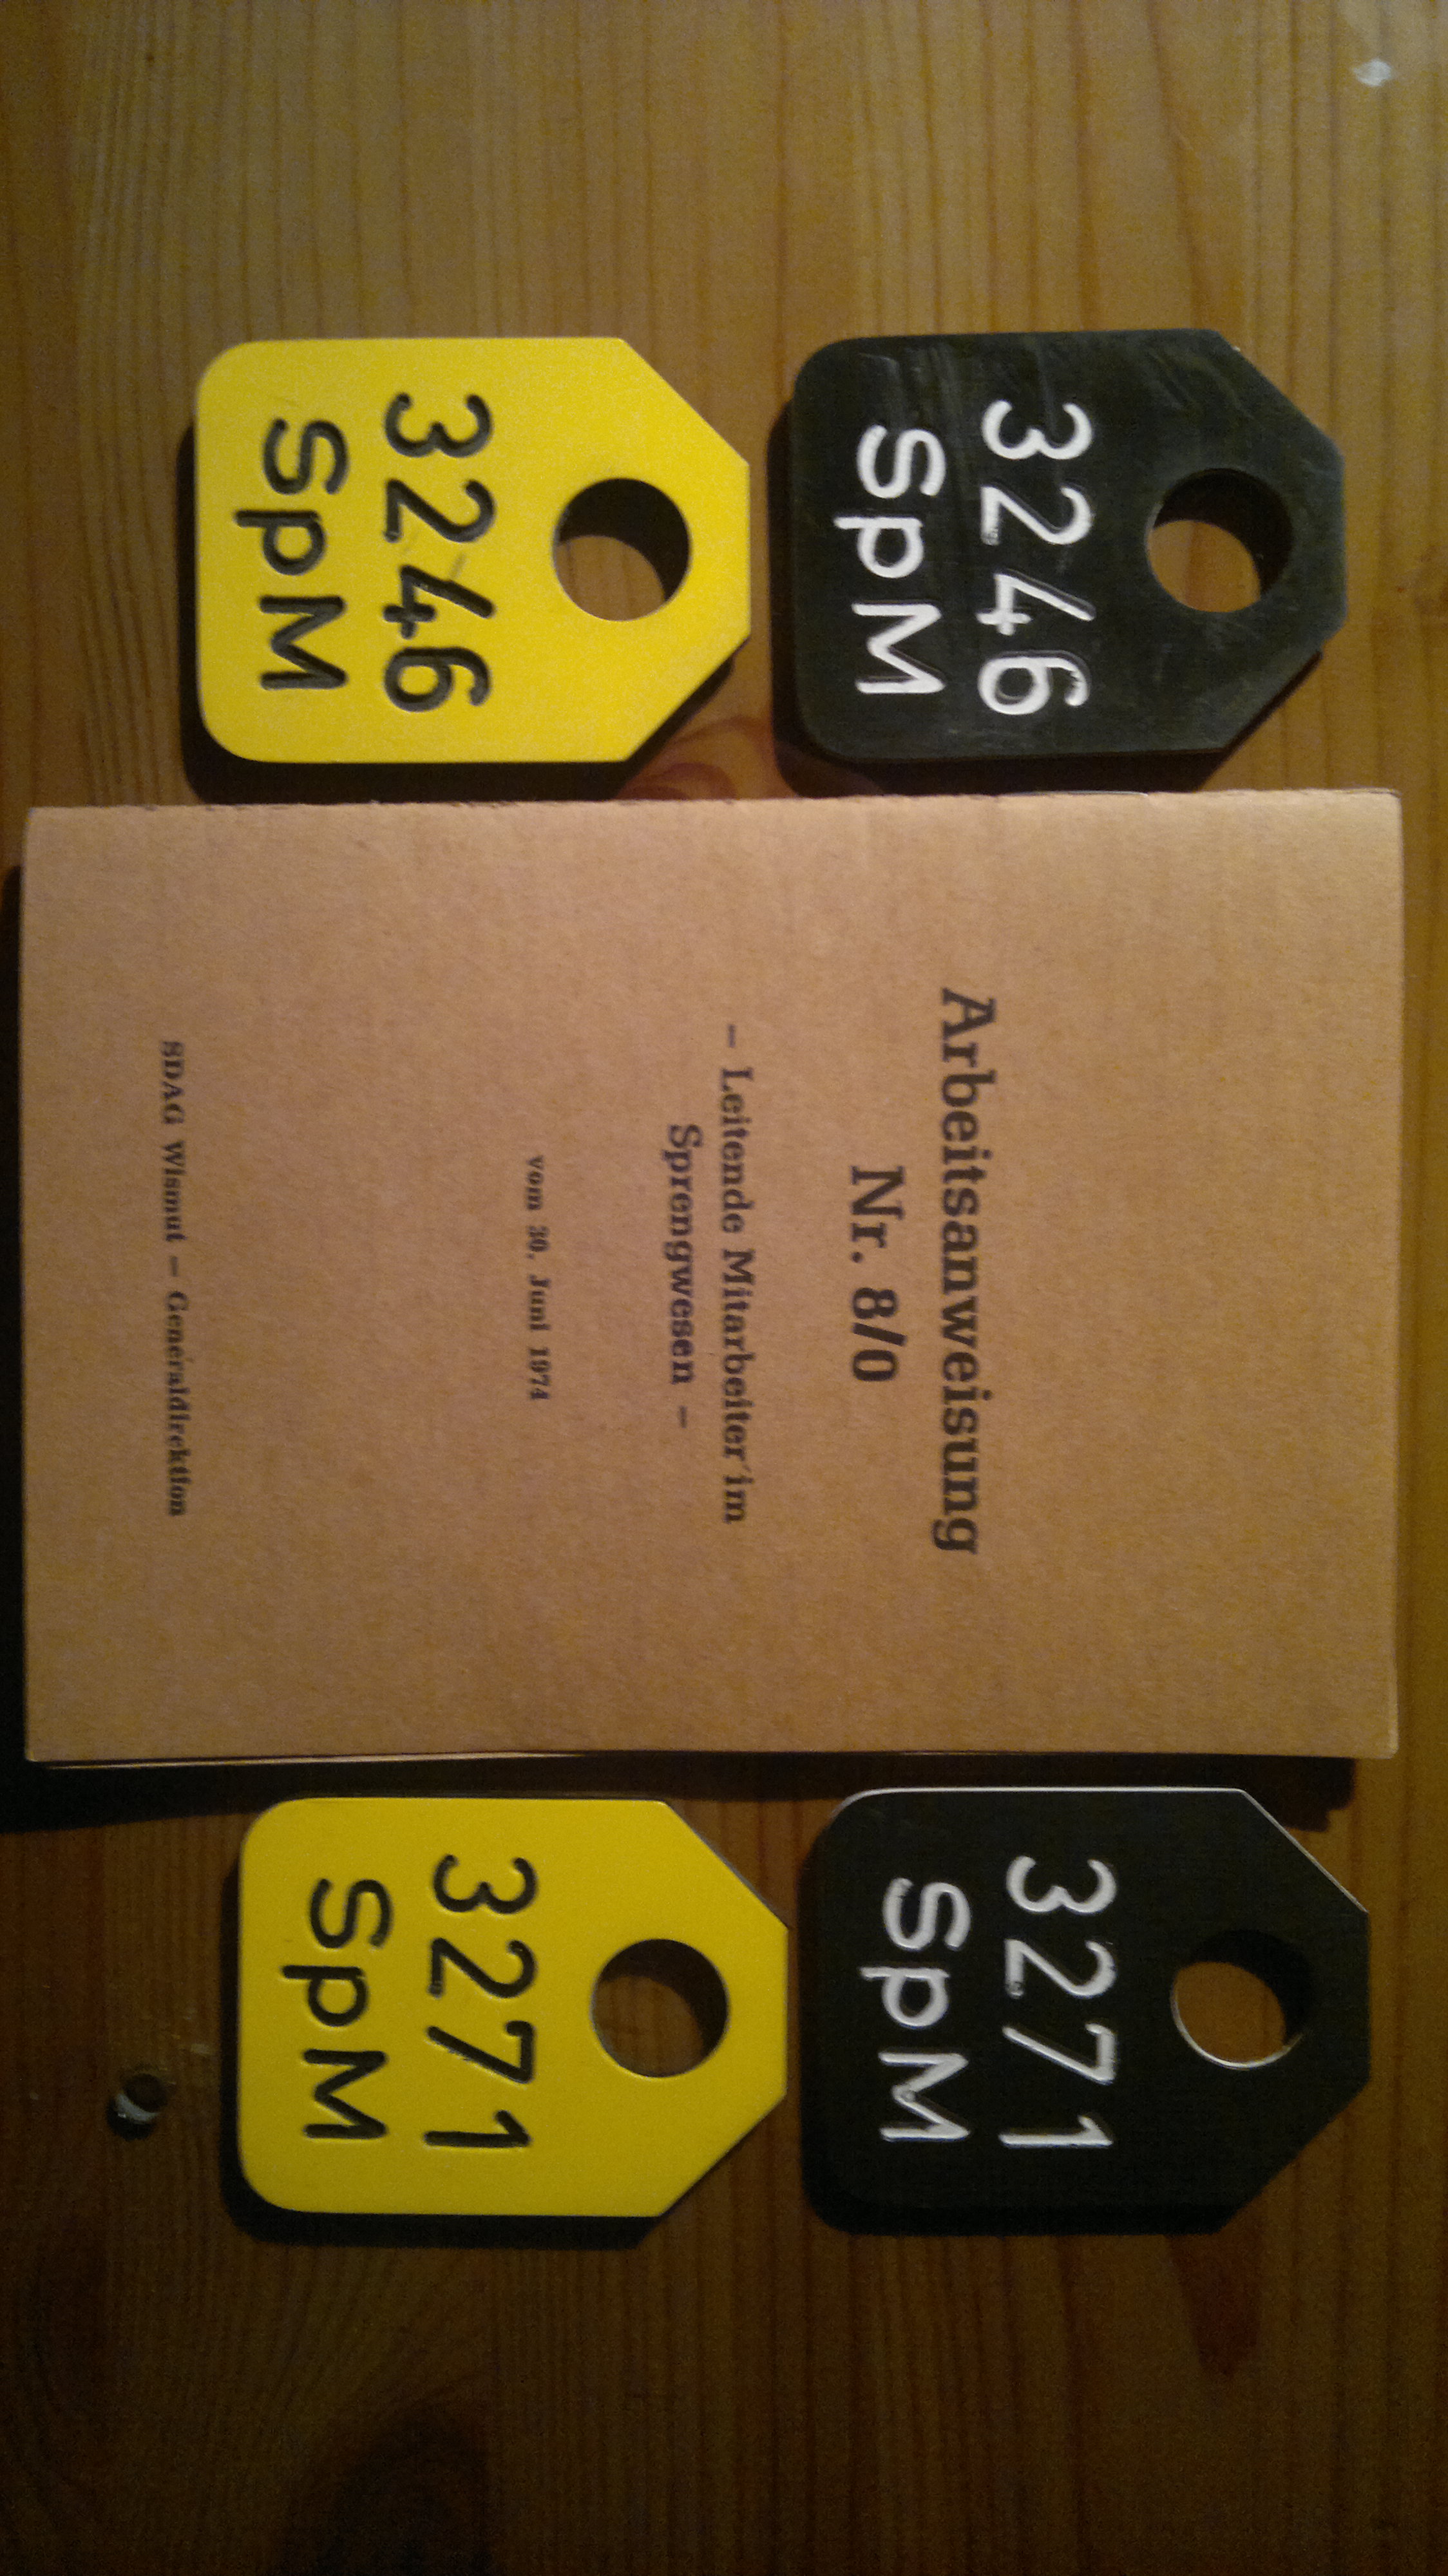 3246
SpM
3246
SpM
Arbeitsanweisung
Nr. 8/0
– Leitende Mitarbeiter im
Sprengwesen –
vom 30. Juni 1974
SDAG Wismut – Generaldirektion
3271
SpM
3271
SpM